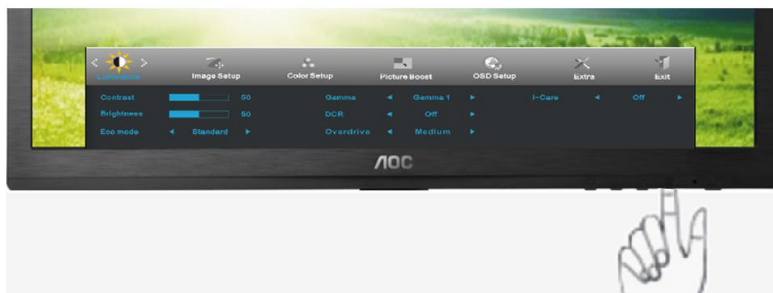 Luminance Image Setup Color Setup Picture Boost OSD Setup Extra Exit
Contrast 50 Gamma Gamma 1 i-Care Off
Brightness 50 DCR Off
Eco mode Standard Overdrive Medium
AOC